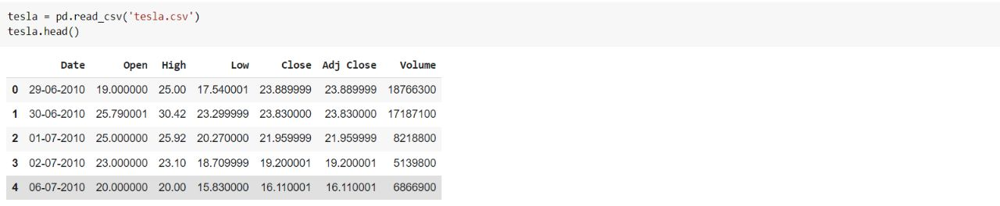 tesla = pd.read_csv('tesla.csv')
tesla.head()
Date Open High Low Close Adj Close Volume
0 29-06-2010 19.000000 25.00 17.540001 23.889999 23.889999 18766300
1 30-06-2010 25.790001 30.42 23.299999 23.830000 23.830000 17187100
2 01-07-2010 25.000000 25.92 20.270000 21.959999 21.959999 8218800
3 02-07-2010 23.000000 23.10 18.709999 19.200001 19.200001 5139800
4 06-07-2010 20.000000 20.00 15.830000 16.110001 16.110001 6866900